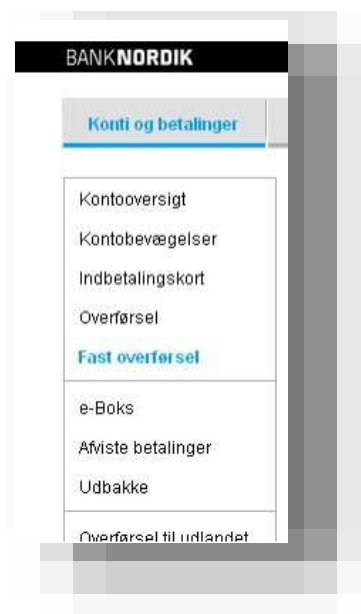 BANKNORDIK
Konti og betalinger
Kontooversigt
Kontobevægelser
Indbetalingskort
Overførsel
Fast overførsel
e-Boks
Afviste betalinger
Udbakke
Overførsel til udlandet